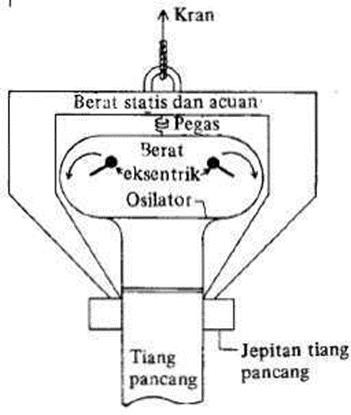 Kran
Berat statis dan acuan
Pegas
Berat
eksentrik
Osilator
Tiang
pancang
Jepitan tiang
pancang